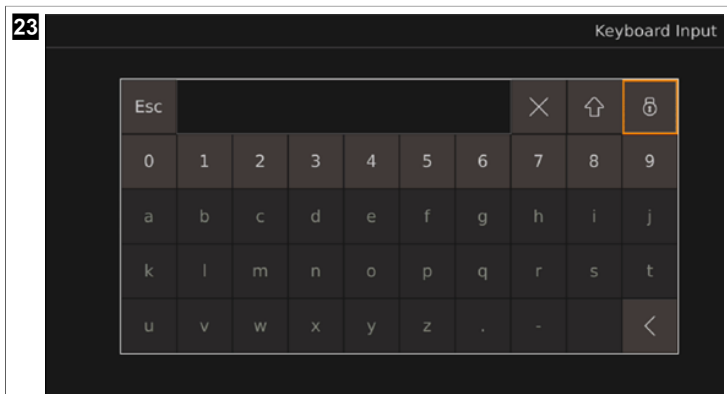 23
Keyboard Input
Esc
0 1 2 3 4 5 6 7 8 9
a b c d e f g h i j
k l m n o p q r s t
u v w x y z . -